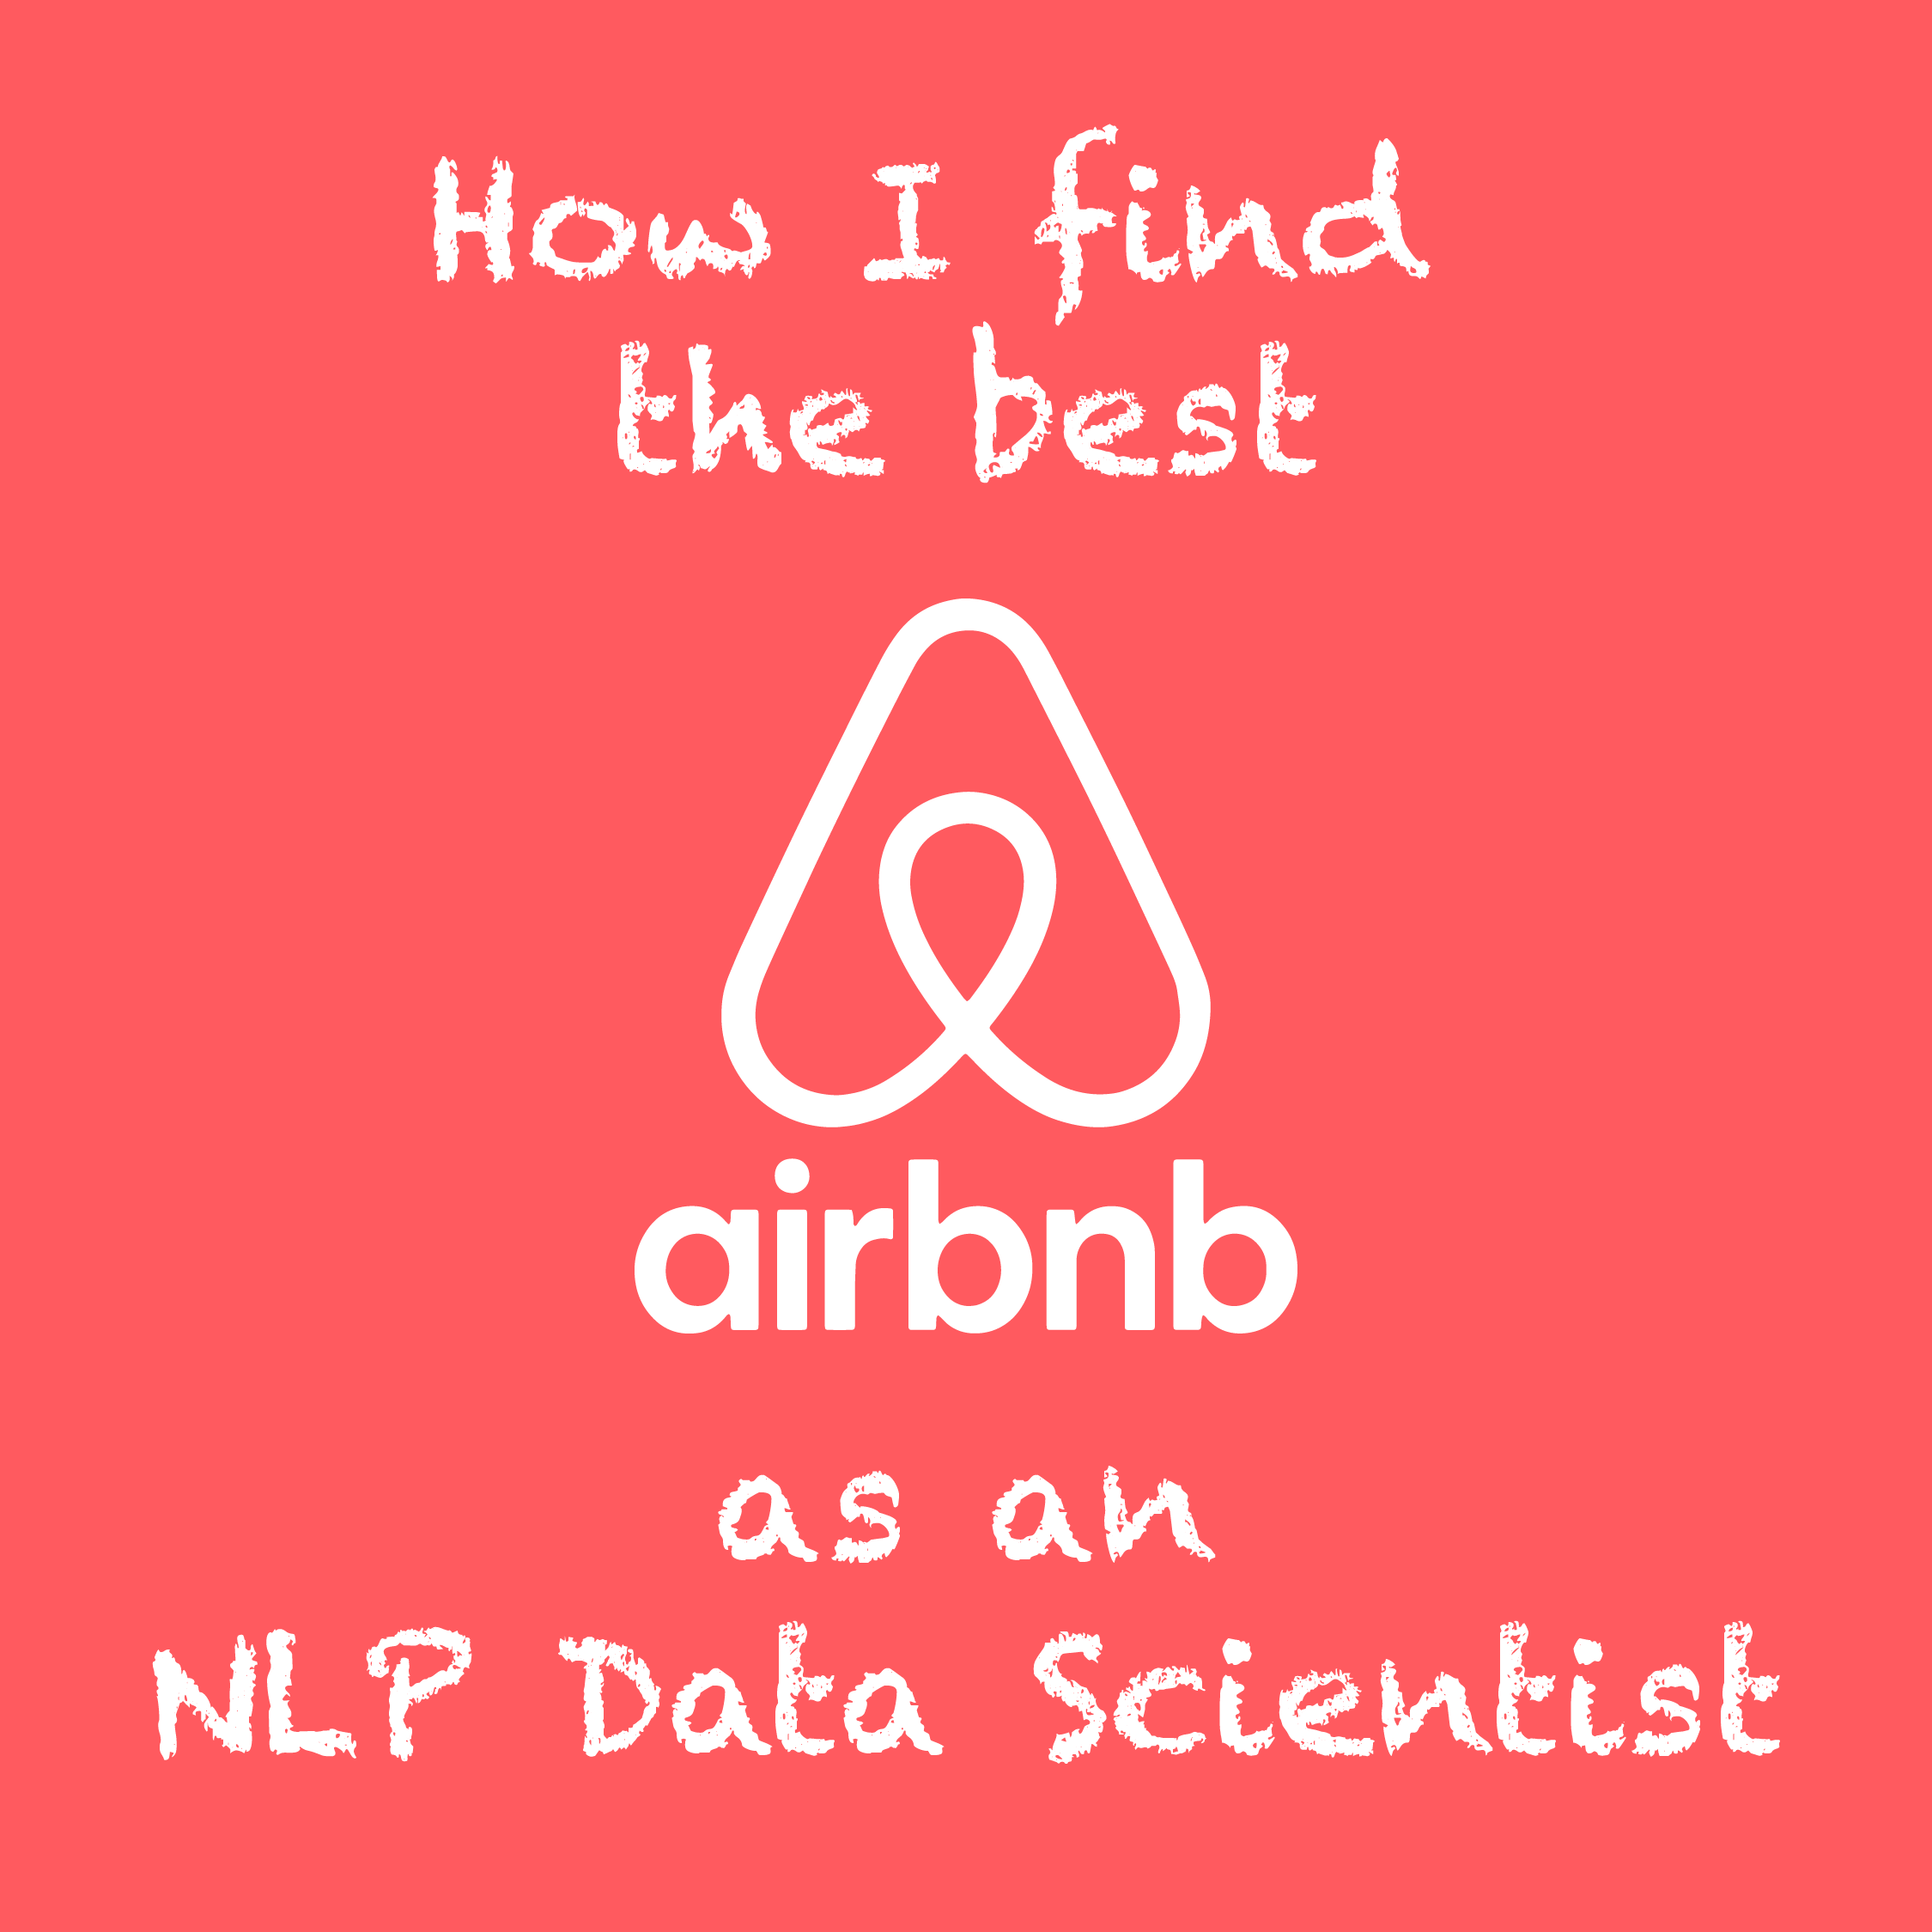 How I find
the best
airbnb
as an
NLP Data Scientist